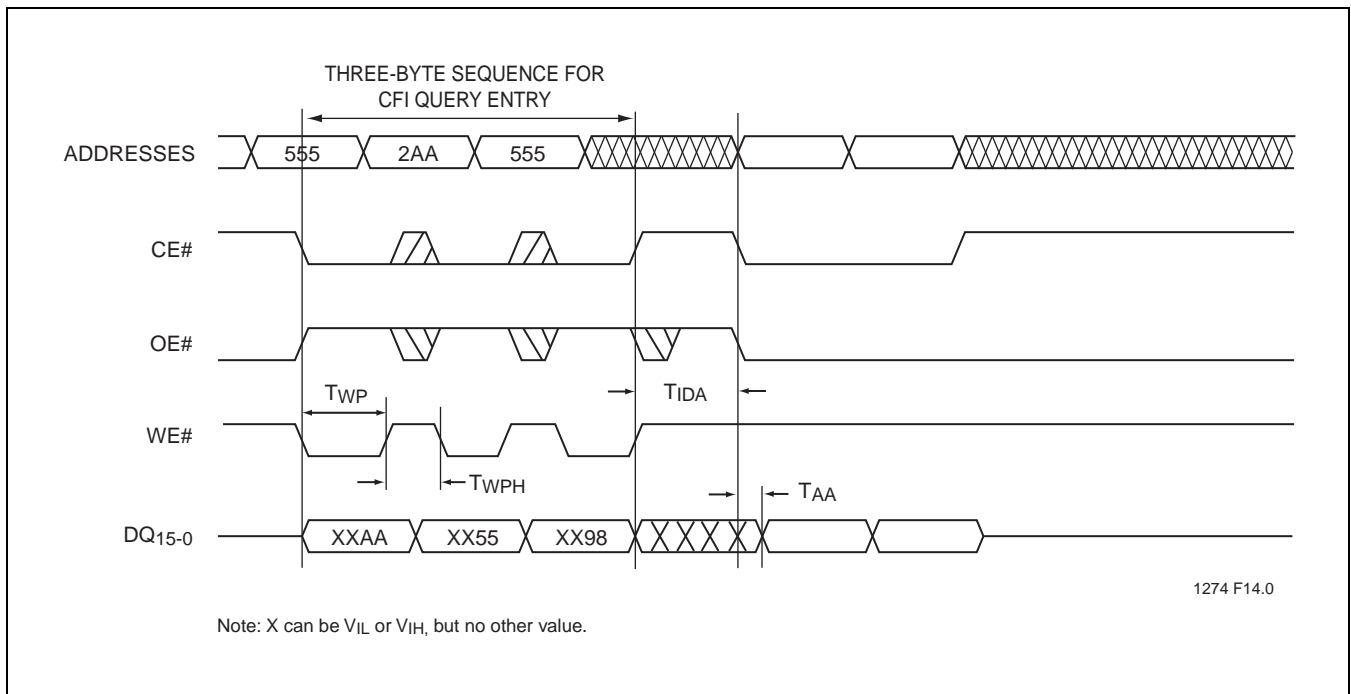 THREE-BYTE SEQUENCE FOR
CFI QUERY ENTRY
ADDRESSES
555
2AA
555
CE#
OE#
TWP
TIDA
WE#
TWPH
TAA
DQ15-0
XXAA
XX55
XX98
1274 F14.0
Note: X can be VIL or VIH, but no other value.